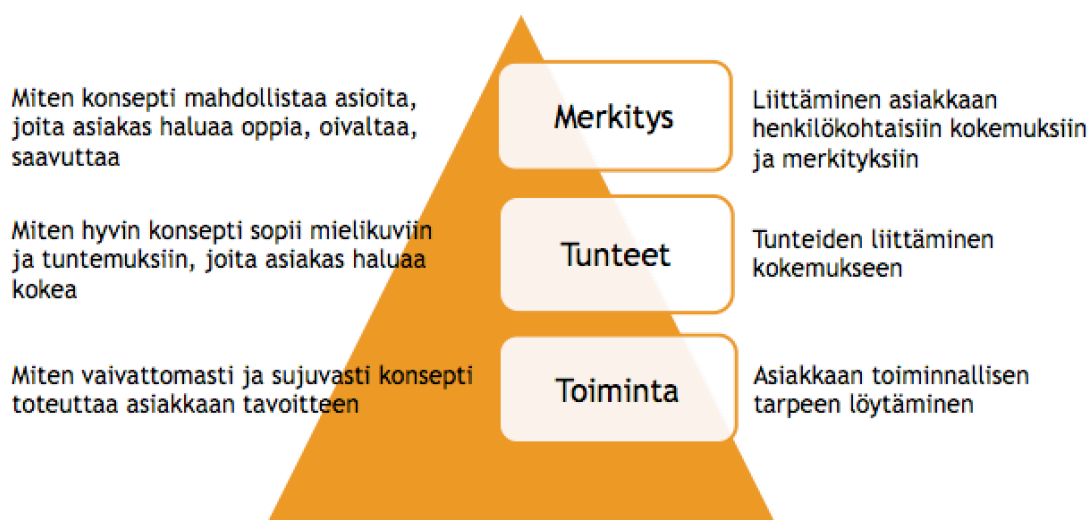 Miten konsepti mahdollistaa asioita,
joita asiakas haluaa oppia, oivaltaa,
saavuttaa
Merkitys
Liittäminen asiakkaan
henkilökohtaisiin kokemuksiin
ja merkityksiin
Miten hyvin konsepti sopii mielikuviin
ja tuntemuksiin, joita asiakas haluaa
kokea
Tunteet
Tunteiden liittäminen
kokemukseen
Miten vaivattomasti ja sujuvasti konsepti
toteuttaa asiakkaan tavoitteen
Toiminta
Asiakkaan toiminnallisen
tarpeen löytäminen